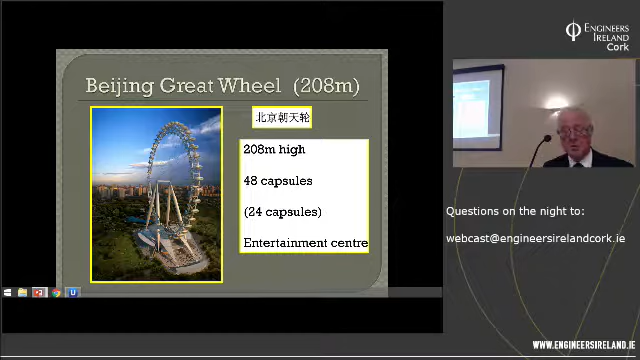 Beijing Great Wheel (208m)
北京朝天轮
208m high
48 capsules
(24 capsules)
Entertainment centre
ENGINEERS
IRELAND
Cork
Questions on the night to:
webcast@engineersirelandcork.ie
WWW.ENGINEERSIRELAND.IE